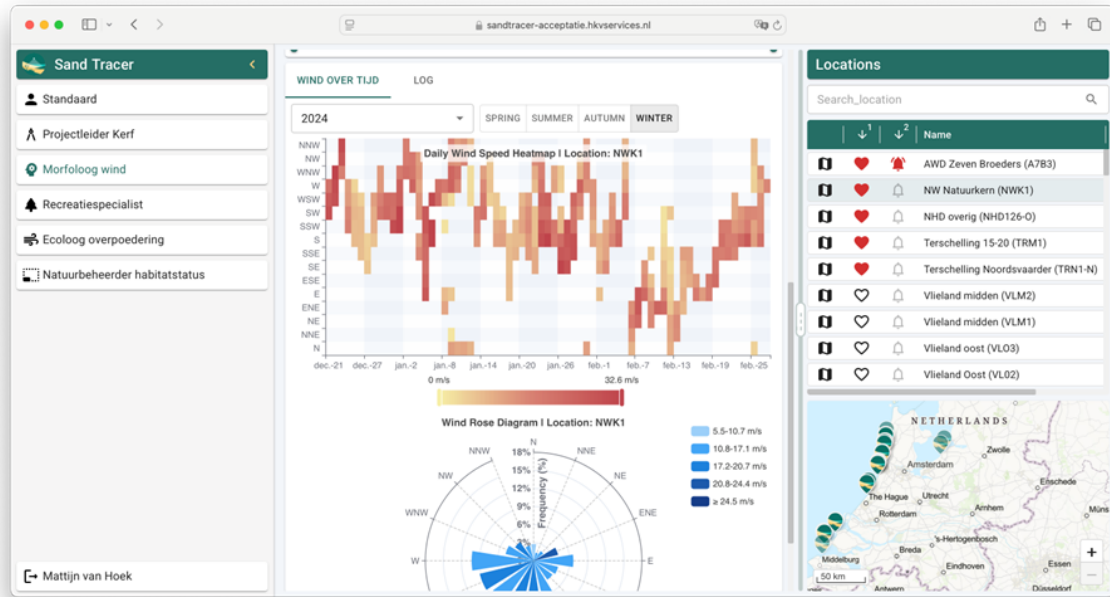 sandtracer-acceptatie.hkvservices.nl
Sand Tracer
Standaard
Projectleider Kerf
Morfoloog wind
Recreatiespecialist
Ecoloog overpoedering
Natuurbeheerder habitatstatus
Mattijn van Hoek
WIND OVER TIJD LOG
2024 SPRING SUMMER AUTUMN WINTER
Daily Wind Speed Heatmap | Location: NWK1
NNW
NW
WNW
W
WSW
SW
SSW
S
SSE
SE
ESE
E
ENE
NE
NNE
N
dec.-21 dec.-27 jan.-2 jan.-8 jan.-14 jan.-20 jan.-26 feb.-1 feb.-7 feb.-13 feb.-19 feb.-25
0 m/s 32.6 m/s
Wind Rose Diagram | Location: NWK1
N
NNW NNE
NW NE
WNW ENE
W E
18%
15%
12%
9%
6%
3%
Frequency (%)
5.5-10.7 m/s
10.8-17.1 m/s
17.2-20.7 m/s
20.8-24.4 m/s
≥ 24.5 m/s
Locations
Search_location
1 2 Name
AWD Zeven Broeders (A7B3)
NW Natuurkern (NWK1)
NHD overig (NHD126-O)
Terschelling 15-20 (TRM1)
Terschelling Noordsvaarder (TRN1-N)
Vlieland midden (VLM2)
Vlieland midden (VLM1)
Vlieland oost (VLO3)
Vlieland Oost (VL02)
NETHERLANDS
Zwolle
Amsterdam
Enschede
The Hague Utrecht
Arnhem Müns
Rotterdam
's-Hertogenbosch
Breda
Middelburg
Eindhoven Essen
50 km
Düsseldorf
+
−